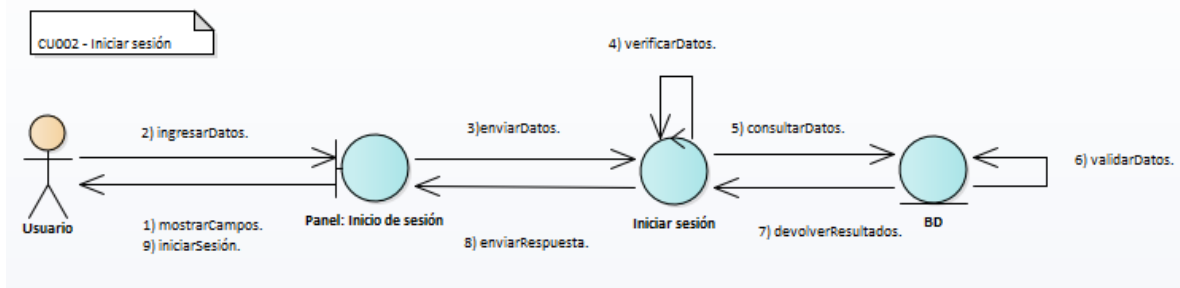 CU002 - Iniciar sesión
4) verificarDatos.
2) ingresarDatos.
3)enviarDatos.
5) consultarDatos.
6) validarDatos.
Usuario
1) mostrarCampos.
9) iniciarSesión.
Panel: Inicio de sesión
8) enviarRespuesta.
Iniciar sesión
7) devolverResultados.
BD